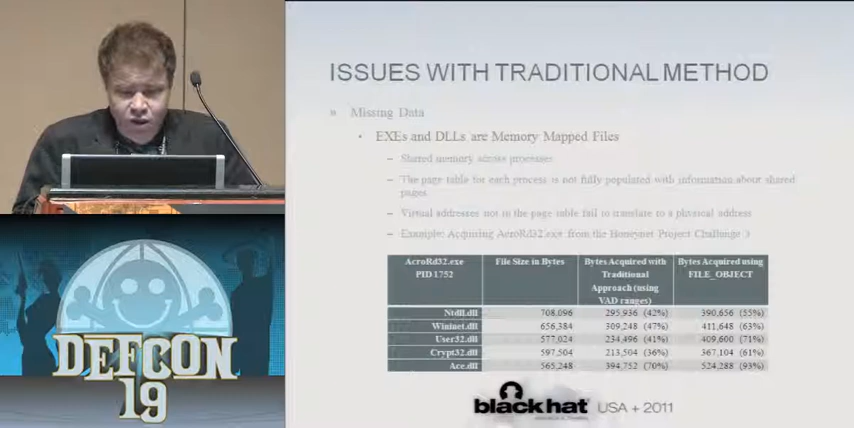 ISSUES WITH TRADITIONAL METHOD
» Missing Data
• EXEs and DLLs are Memory Mapped Files
– Shared memory across processes
– The page table for each process is not fully populated with information about shared
pages
– Virtual addresses not in the page table fail to translate to a physical address
– Example: Acquiring AcroRd32.exe from the Honeynet Project Challenge 3
AcroRd32.exe
PID 1752
File Size in Bytes
Bytes Acquired with
Traditional
Approach (using
VAD ranges)
Bytes Acquired using
FILE_OBJECT
Ntdll.dll 708,096 295,936 (42%) 390,656 (55%)
Wininet.dll 656,384 309,248 (47%) 411,648 (63%)
User32.dll 577,024 234,496 (41%) 409,600 (71%)
Crypt32.dll 597,504 213,504 (36%) 367,104 (61%)
Ace.dll 565,248 394,752 (70%) 524,288 (93%)
DEFCON
19
black hat USA + 2011